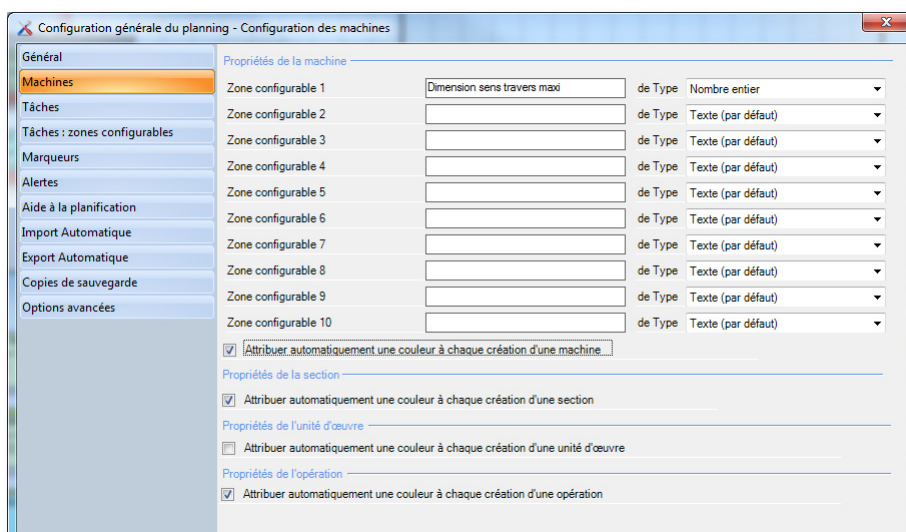 Configuration générale du planning - Configuration des machines
Général
Machines
Tâches
Tâches : zones configurables
Marqueurs
Alertes
Aide à la planification
Import Automatique
Export Automatique
Copies de sauvegarde
Options avancées
Propriétés de la machine
Zone configurable 1 Dimension sens travers maxi de Type Nombre entier
Zone configurable 2 de Type Texte (par défaut)
Zone configurable 3 de Type Texte (par défaut)
Zone configurable 4 de Type Texte (par défaut)
Zone configurable 5 de Type Texte (par défaut)
Zone configurable 6 de Type Texte (par défaut)
Zone configurable 7 de Type Texte (par défaut)
Zone configurable 8 de Type Texte (par défaut)
Zone configurable 9 de Type Texte (par défaut)
Zone configurable 10 de Type Texte (par défaut)
Attribuer automatiquement une couleur à chaque création d'une machine
Propriétés de la section
Attribuer automatiquement une couleur à chaque création d'une section
Propriétés de l'unité d'œuvre
Attribuer automatiquement une couleur à chaque création d'une unité d'œuvre
Propriétés de l'opération
Attribuer automatiquement une couleur à chaque création d'une opération